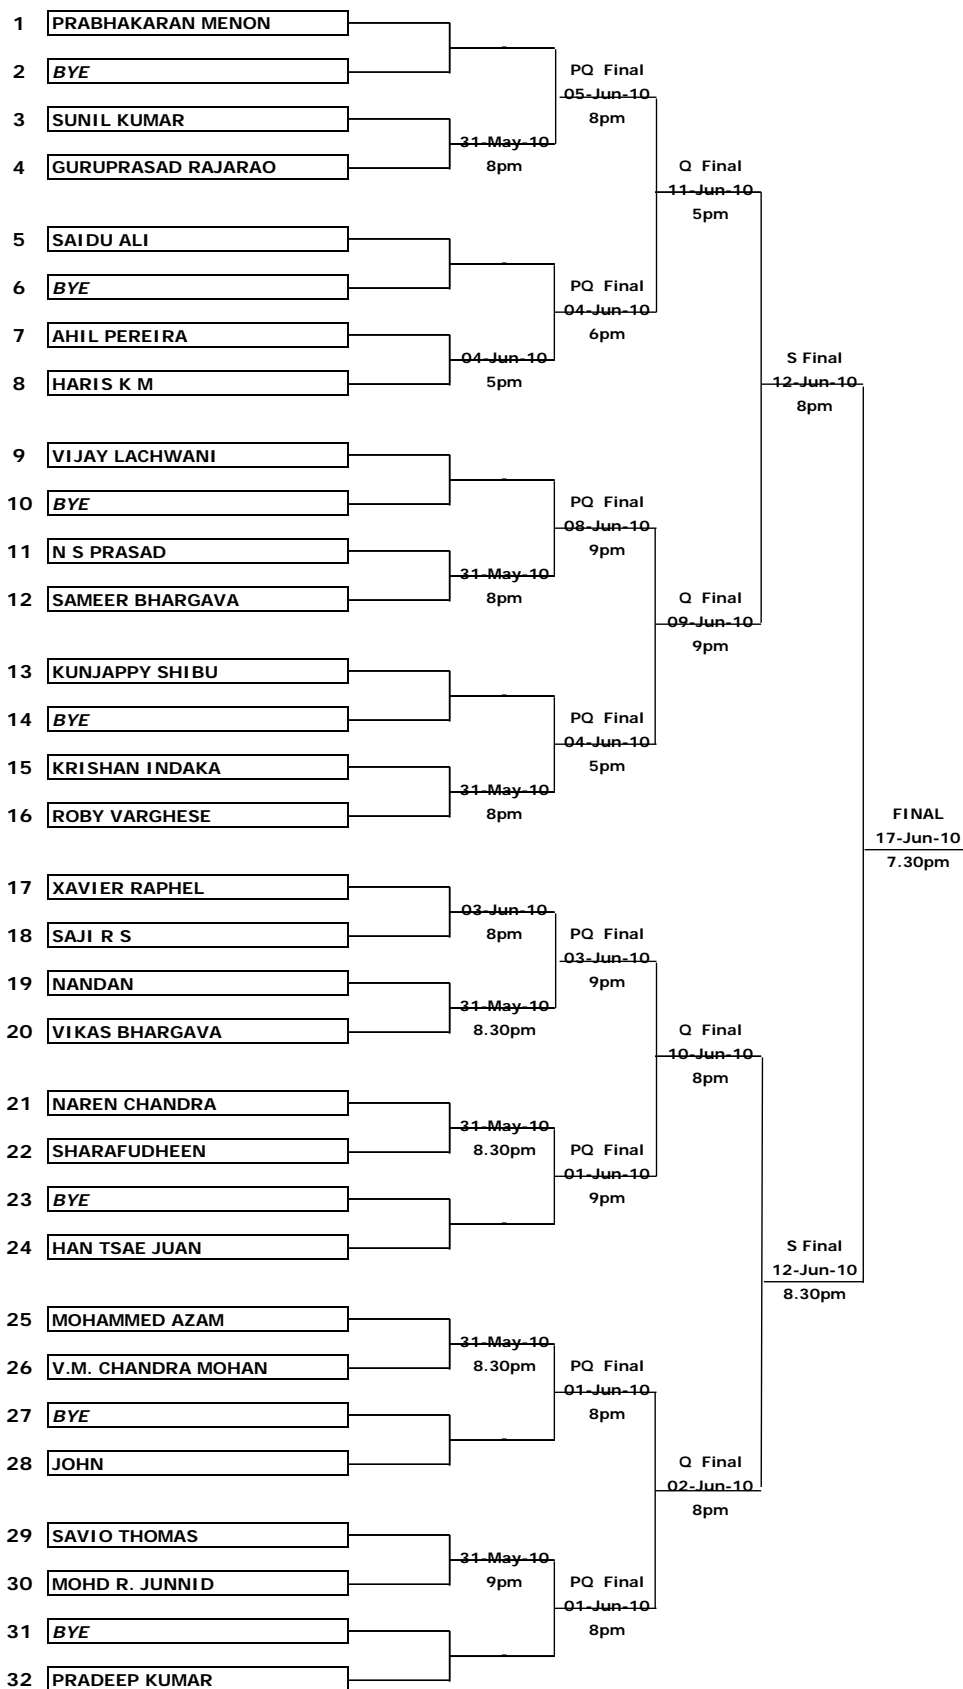 1 PRABHAKARAN MENON
2 BYE
PQ Final
05-Jun-10
8pm
3 SUNIL KUMAR
31-May-10
8pm
4 GURUPRASAD RAJARAO
Q Final
11-Jun-10
5pm
5 SAIDU ALI
6 BYE
PQ Final
04-Jun-10
6pm
7 AHIL PEREIRA
04-Jun-10
5pm
8 HARIS K M
S Final
12-Jun-10
8pm
9 VIJAY LACHWANI
10 BYE
PQ Final
08-Jun-10
9pm
11 N S PRASAD
31-May-10
8pm
12 SAMEER BHARGAVA
Q Final
09-Jun-10
9pm
13 KUNJAPPY SHIBU
14 BYE
PQ Final
04-Jun-10
5pm
15 KRISHAN INDAKA
31-May-10
8pm
16 ROBY VARGHESE
FINAL
17-Jun-10
7.30pm
17 XAVIER RAPHEL
03-Jun-10
8pm
18 SAJI R S
PQ Final
03-Jun-10
9pm
19 NANDAN
31-May-10
8.30pm
20 VIKAS BHARGAVA
Q Final
10-Jun-10
8pm
21 NAREN CHANDRA
31-May-10
8.30pm
22 SHARAFUDHEEN
PQ Final
01-Jun-10
9pm
23 BYE
24 HAN TSAE JUAN
S Final
12-Jun-10
8.30pm
25 MOHAMMED AZAM
31-May-10
8.30pm
26 V.M. CHANDRA MOHAN
PQ Final
01-Jun-10
8pm
27 BYE
28 JOHN
Q Final
02-Jun-10
8pm
29 SAVIO THOMAS
31-May-10
9pm
30 MOHD R. JUNNID
PQ Final
01-Jun-10
8pm
31 BYE
32 PRADEEP KUMAR